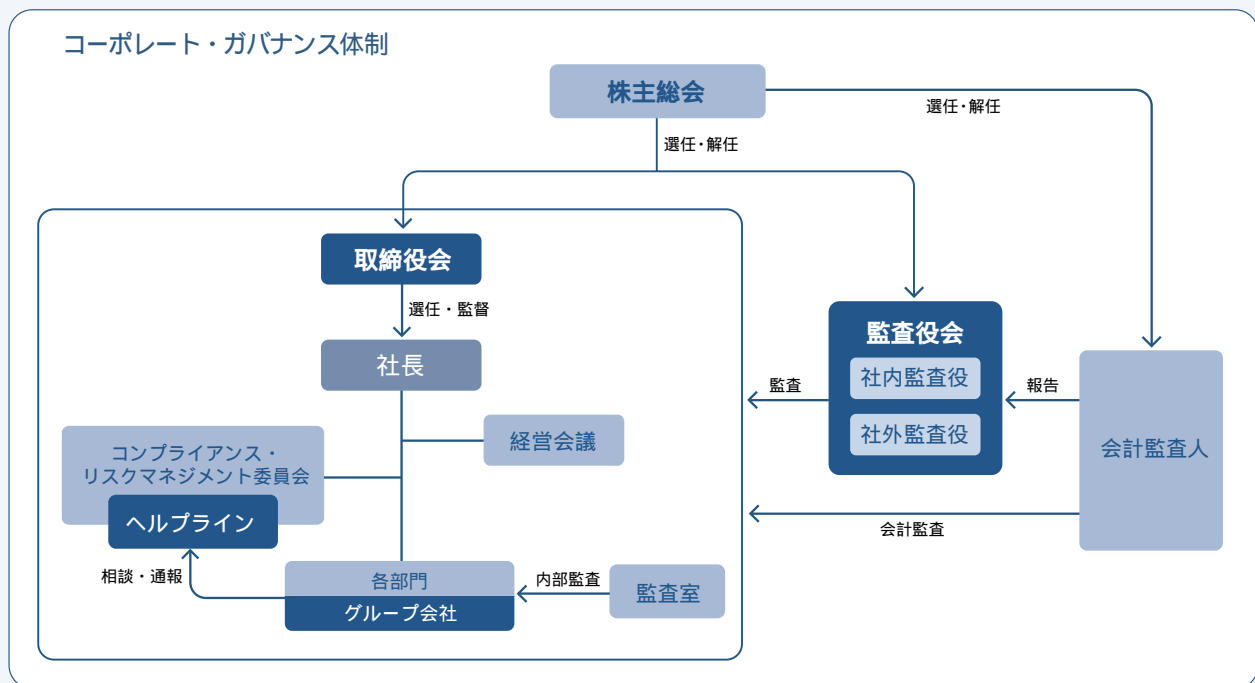 コーポレート・ガバナンス体制
株主総会
選任・解任
選任・解任
取締役会
選任・監督
社長
監査役会
社内監査役
社外監査役
監査
報告
会計監査人
経営会議
コンプライアンス・
リスクマネジメント委員会
ヘルプライン
会計監査
相談・通報
各部門
グループ会社
内部監査
監査室